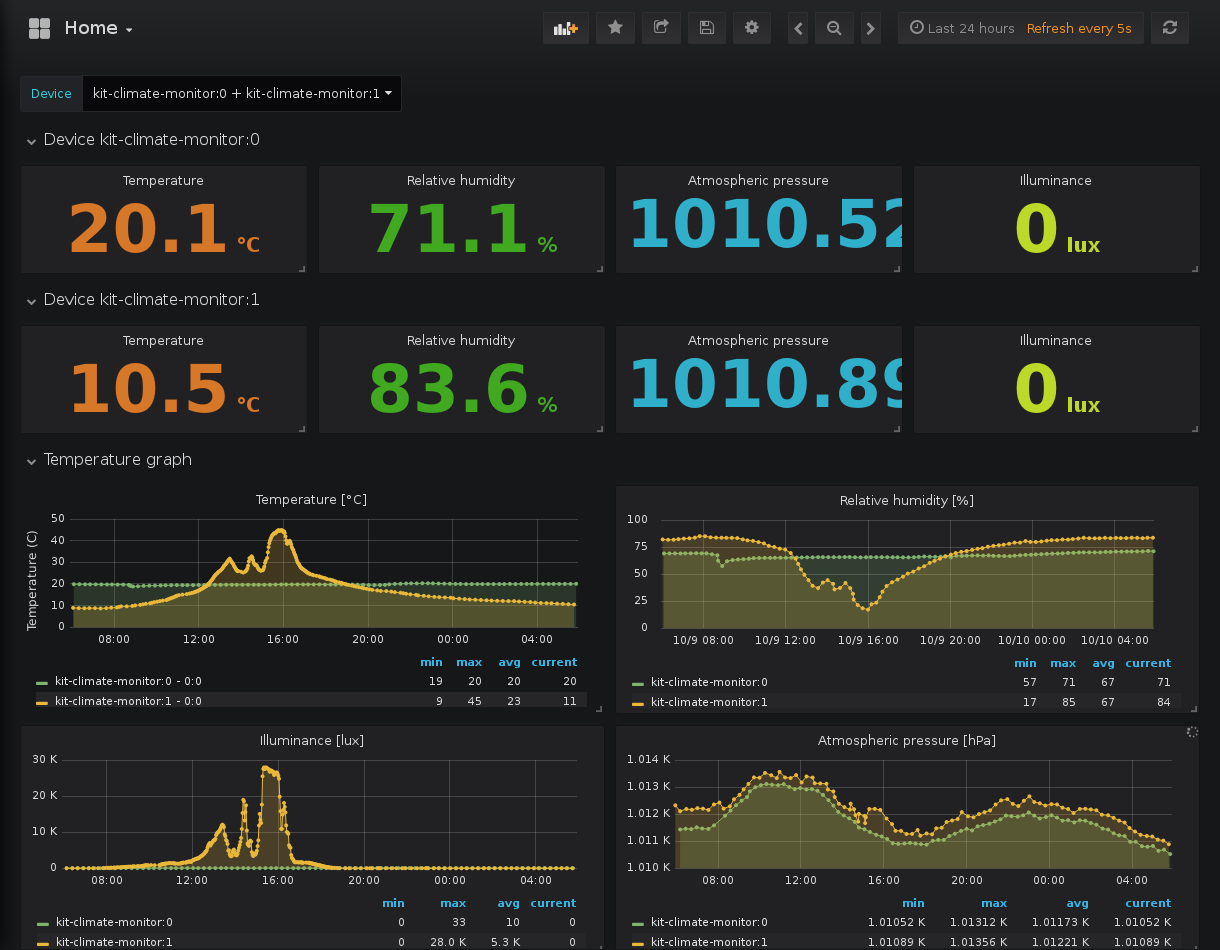 Home
Last 24 hours Refresh every 5s
Device kit-climate-monitor:0 + kit-climate-monitor:1
Device kit-climate-monitor:0
Temperature Relative humidity Atmospheric pressure Illuminance
20.1 °C 71.1 % 1010.52 0 lux
Device kit-climate-monitor:1
Temperature Relative humidity Atmospheric pressure Illuminance
10.5 °C 83.6 % 1010.89 0 lux
Temperature graph
Temperature [°C]
Temperature (C)
50
40
30
20
10
0
08:00 12:00 16:00 20:00 00:00 04:00
min max avg current
kit-climate-monitor:0 - 0:0 19 20 20 20
kit-climate-monitor:1 - 0:0 9 45 23 11
Relative humidity [%]
100
75
50
25
0
10/9 08:00 10/9 12:00 10/9 16:00 10/9 20:00 10/10 00:00 10/10 04:00
min max avg current
kit-climate-monitor:0 57 71 67 71
kit-climate-monitor:1 17 85 67 84
Illuminance [lux]
30 K
20 K
10 K
0
08:00 12:00 16:00 20:00 00:00 04:00
min max avg current
kit-climate-monitor:0 0 33 10 0
kit-climate-monitor:1 0 28.0 K 5.3 K 0
Atmospheric pressure [hPa]
1.014 K
1.013 K
1.012 K
1.011 K
1.010 K
08:00 12:00 16:00 20:00 00:00 04:00
min max avg current
kit-climate-monitor:0 1.01052 K 1.01312 K 1.01173 K 1.01052 K
kit-climate-monitor:1 1.01089 K 1.01356 K 1.01221 K 1.01089 K